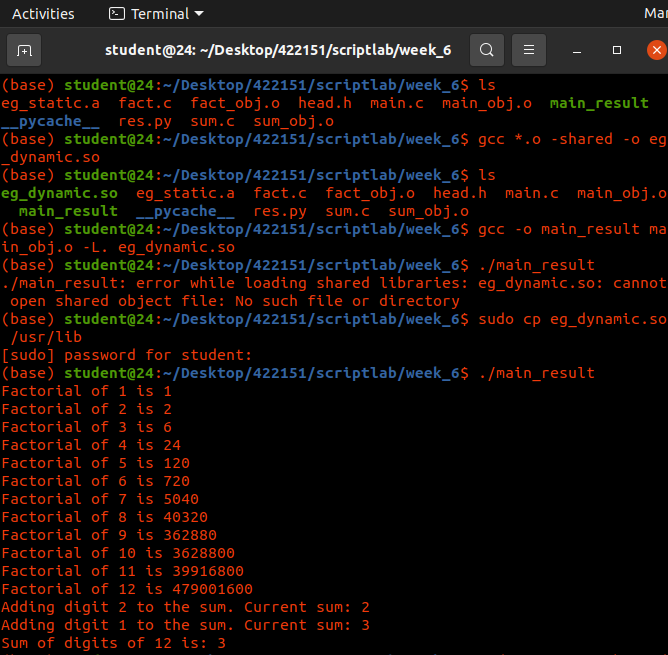 Activities Terminal Mar
student@24: ~/Desktop/422151/scriptlab/week_6
(base) student@24:~/Desktop/422151/scriptlab/week_6$ ls
eg_static.a fact.c fact_obj.o head.h main.c main_obj.o main_result
__pycache__ res.py sum.c sum_obj.o
(base) student@24:~/Desktop/422151/scriptlab/week_6$ gcc *.o -shared -o eg
_dynamic.so
(base) student@24:~/Desktop/422151/scriptlab/week_6$ ls
eg_dynamic.so eg_static.a fact.c fact_obj.o head.h main.c main_obj.o
main_result __pycache__ res.py sum.c sum_obj.o
(base) student@24:~/Desktop/422151/scriptlab/week_6$ gcc -o main_result ma
in_obj.o -L. eg_dynamic.so
(base) student@24:~/Desktop/422151/scriptlab/week_6$ ./main_result
./main_result: error while loading shared libraries: eg_dynamic.so: cannot
open shared object file: No such file or directory
(base) student@24:~/Desktop/422151/scriptlab/week_6$ sudo cp eg_dynamic.so
/usr/lib
[sudo] password for student:
(base) student@24:~/Desktop/422151/scriptlab/week_6$ ./main_result
Factorial of 1 is 1
Factorial of 2 is 2
Factorial of 3 is 6
Factorial of 4 is 24
Factorial of 5 is 120
Factorial of 6 is 720
Factorial of 7 is 5040
Factorial of 8 is 40320
Factorial of 9 is 362880
Factorial of 10 is 3628800
Factorial of 11 is 39916800
Factorial of 12 is 479001600
Adding digit 2 to the sum. Current sum: 2
Adding digit 1 to the sum. Current sum: 3
Sum of digits of 12 is: 3